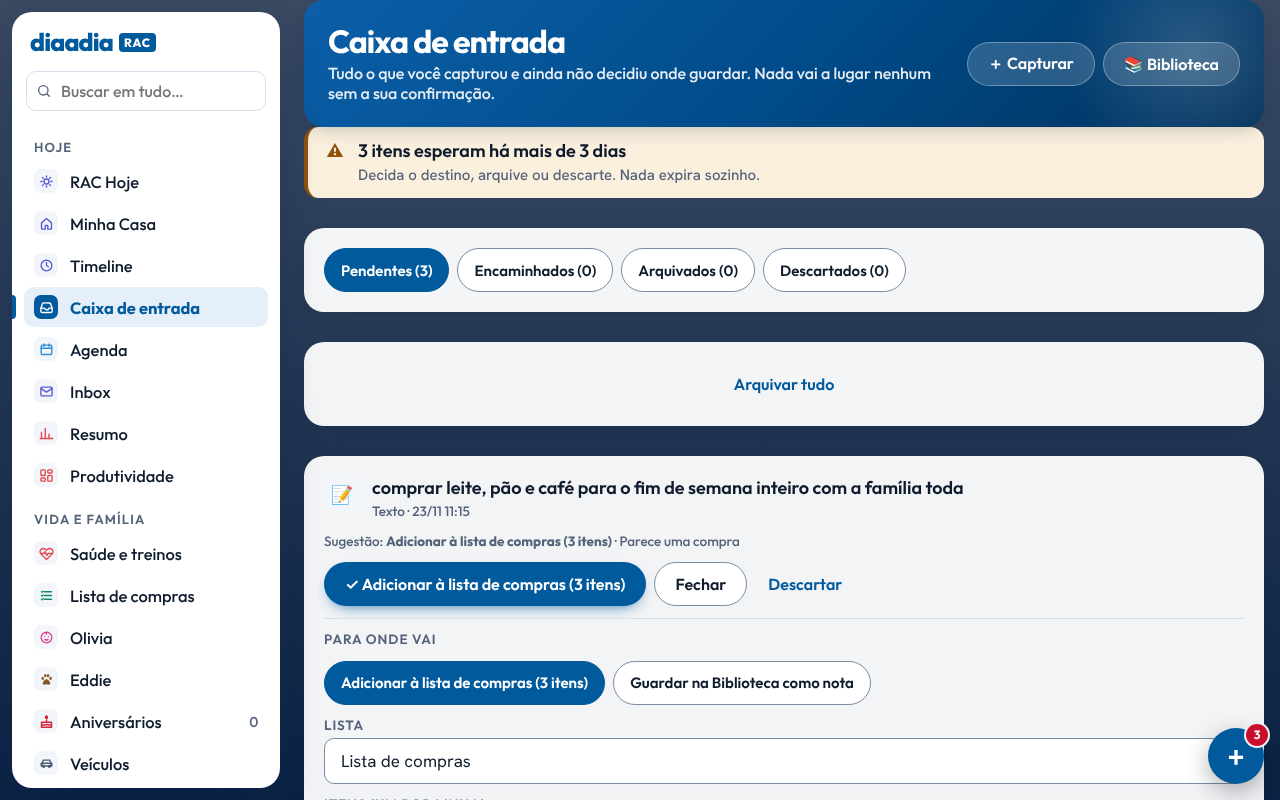 diaadia RAC
Buscar em tudo...
HOJE
RAC Hoje
Minha Casa
Timeline
Caixa de entrada
Agenda
Inbox
Resumo
Produtividade
VIDA E FAMÍLIA
Saúde e treinos
Lista de compras
Olivia
Eddie
Aniversários 0
Veículos
Caixa de entrada
Tudo o que você capturou e ainda não decidiu onde guardar. Nada vai a lugar nenhum
sem a sua confirmação.
+ Capturar
Biblioteca
3 itens esperam há mais de 3 dias
Decida o destino, arquive ou descarte. Nada expira sozinho.
Pendentes (3)
Encaminhados (0)
Arquivados (0)
Descartados (0)
Arquivar tudo
comprar leite, pão e café para o fim de semana inteiro com a família toda
Texto · 23/11 11:15
Sugestão: Adicionar à lista de compras (3 itens) · Parece uma compra
✓ Adicionar à lista de compras (3 itens)
Fechar
Descartar
PARA ONDE VAI
Adicionar à lista de compras (3 itens)
Guardar na Biblioteca como nota
LISTA
Lista de compras
3
+